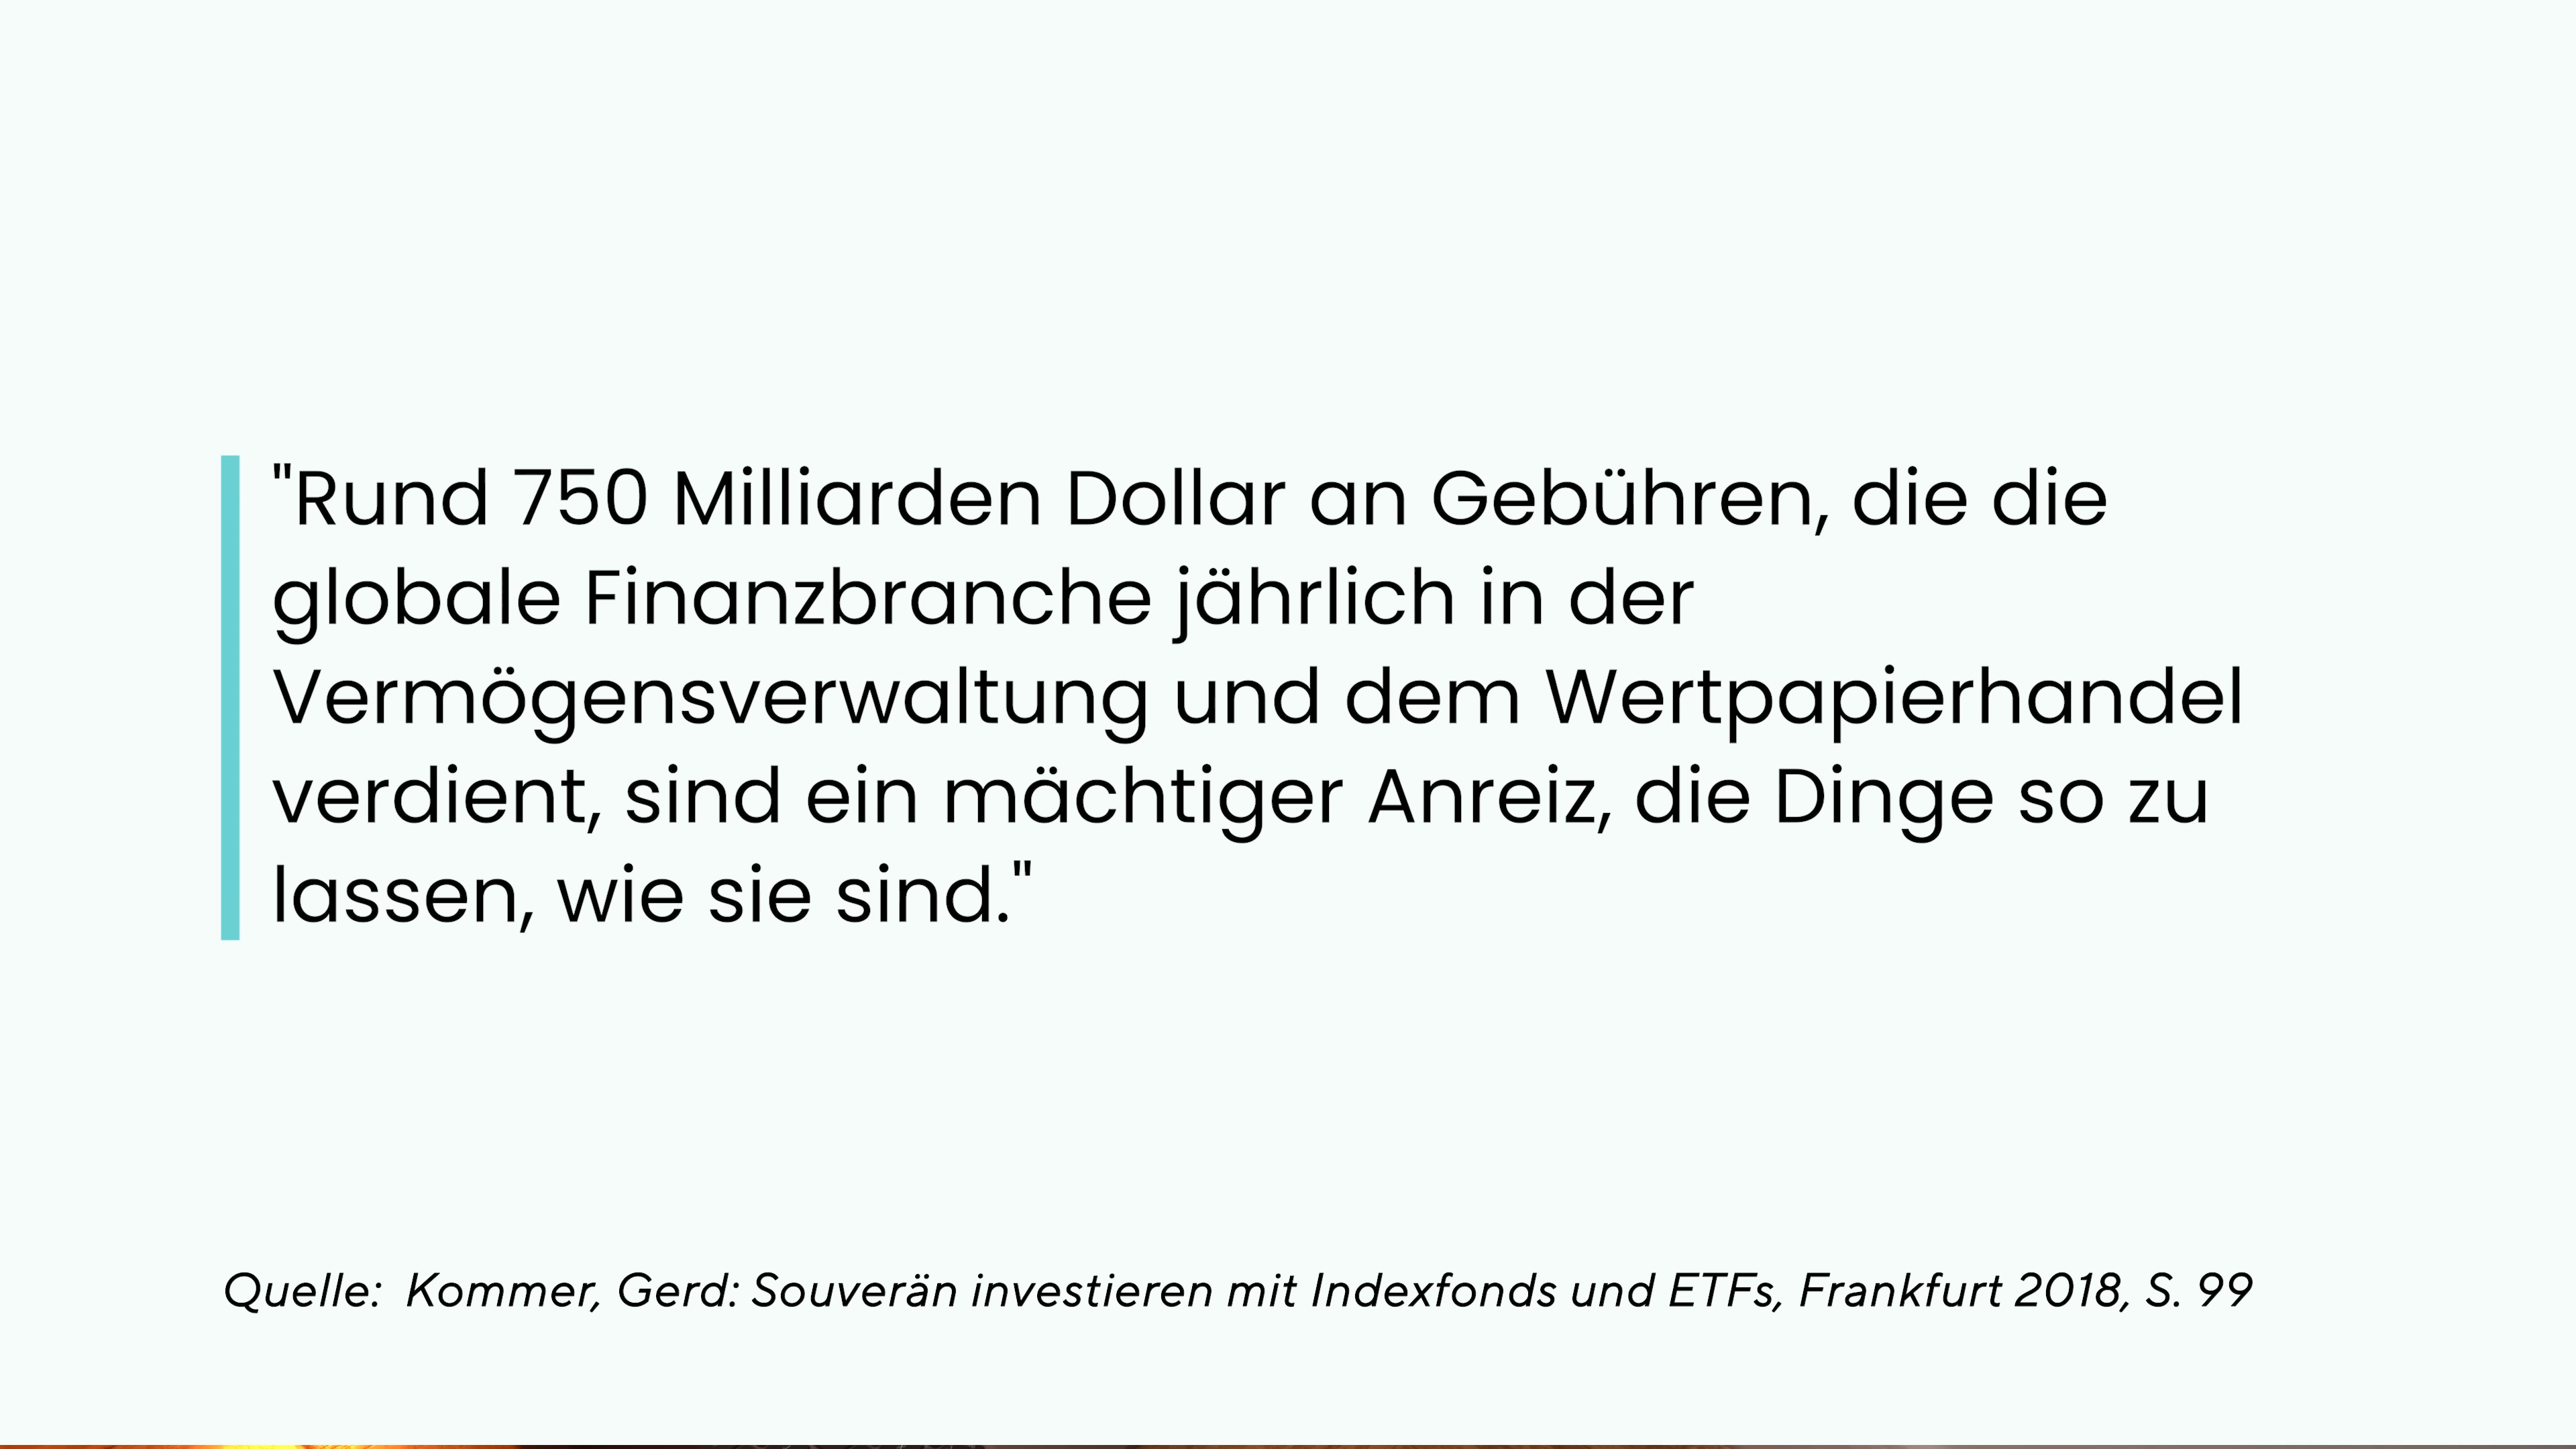 "Rund 750 Milliarden Dollar an Gebühren, die die
globale Finanzbranche jährlich in der
Vermögensverwaltung und dem Wertpapierhandel
verdient, sind ein mächtiger Anreiz, die Dinge so zu
lassen, wie sie sind."
Quelle:  Kommer, Gerd: Souverän investieren mit Indexfonds und ETFs, Frankfurt 2018, S. 99